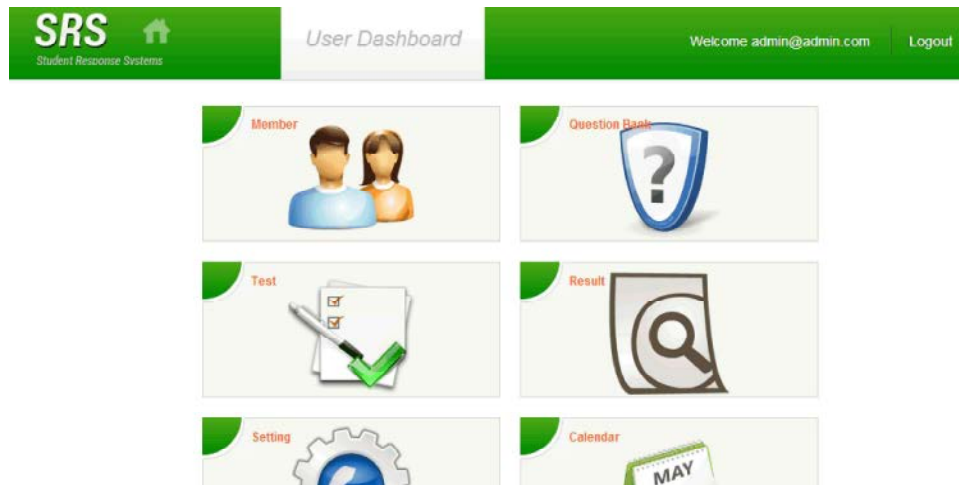 SRS
Student Response Systems
User Dashboard
Welcome admin@admin.com
Logout
Member
Question Bank
?
Test
Result
Setting
Calendar
MAY